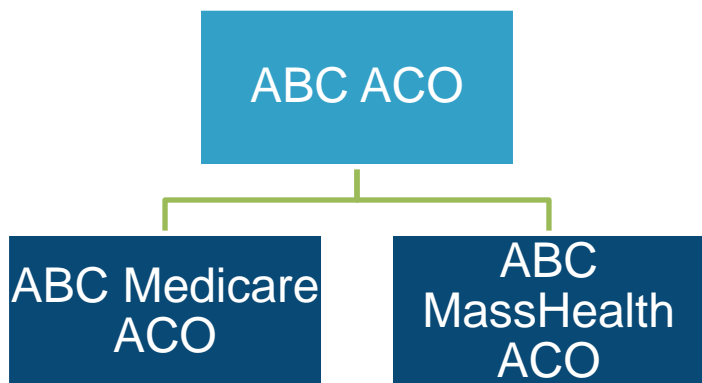 ABC ACO
ABC Medicare
ACO
ABC
MassHealth
ACO